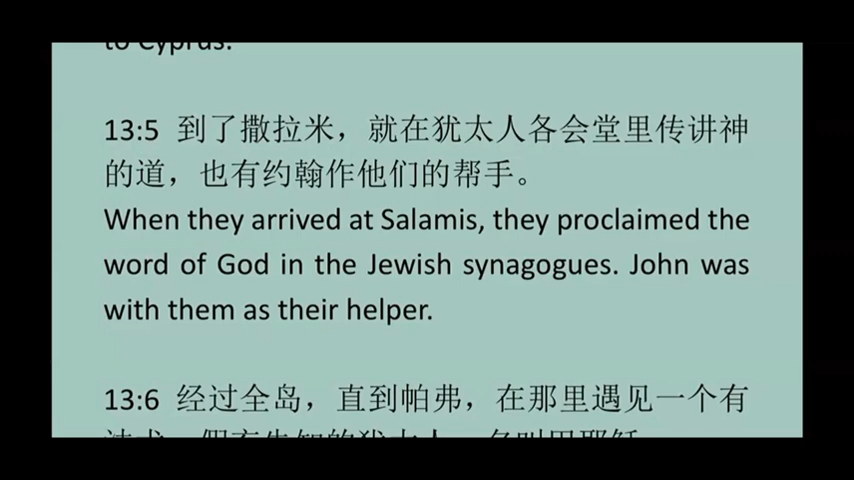 to Cyprus.
13:5 到了撒拉米，就在犹太人各会堂里传讲神
的道，也有约翰作他们的帮手。
When they arrived at Salamis, they proclaimed the
word of God in the Jewish synagogues. John was
with them as their helper.
13:6 经过全岛，直到帕弗，在那里遇见一个有